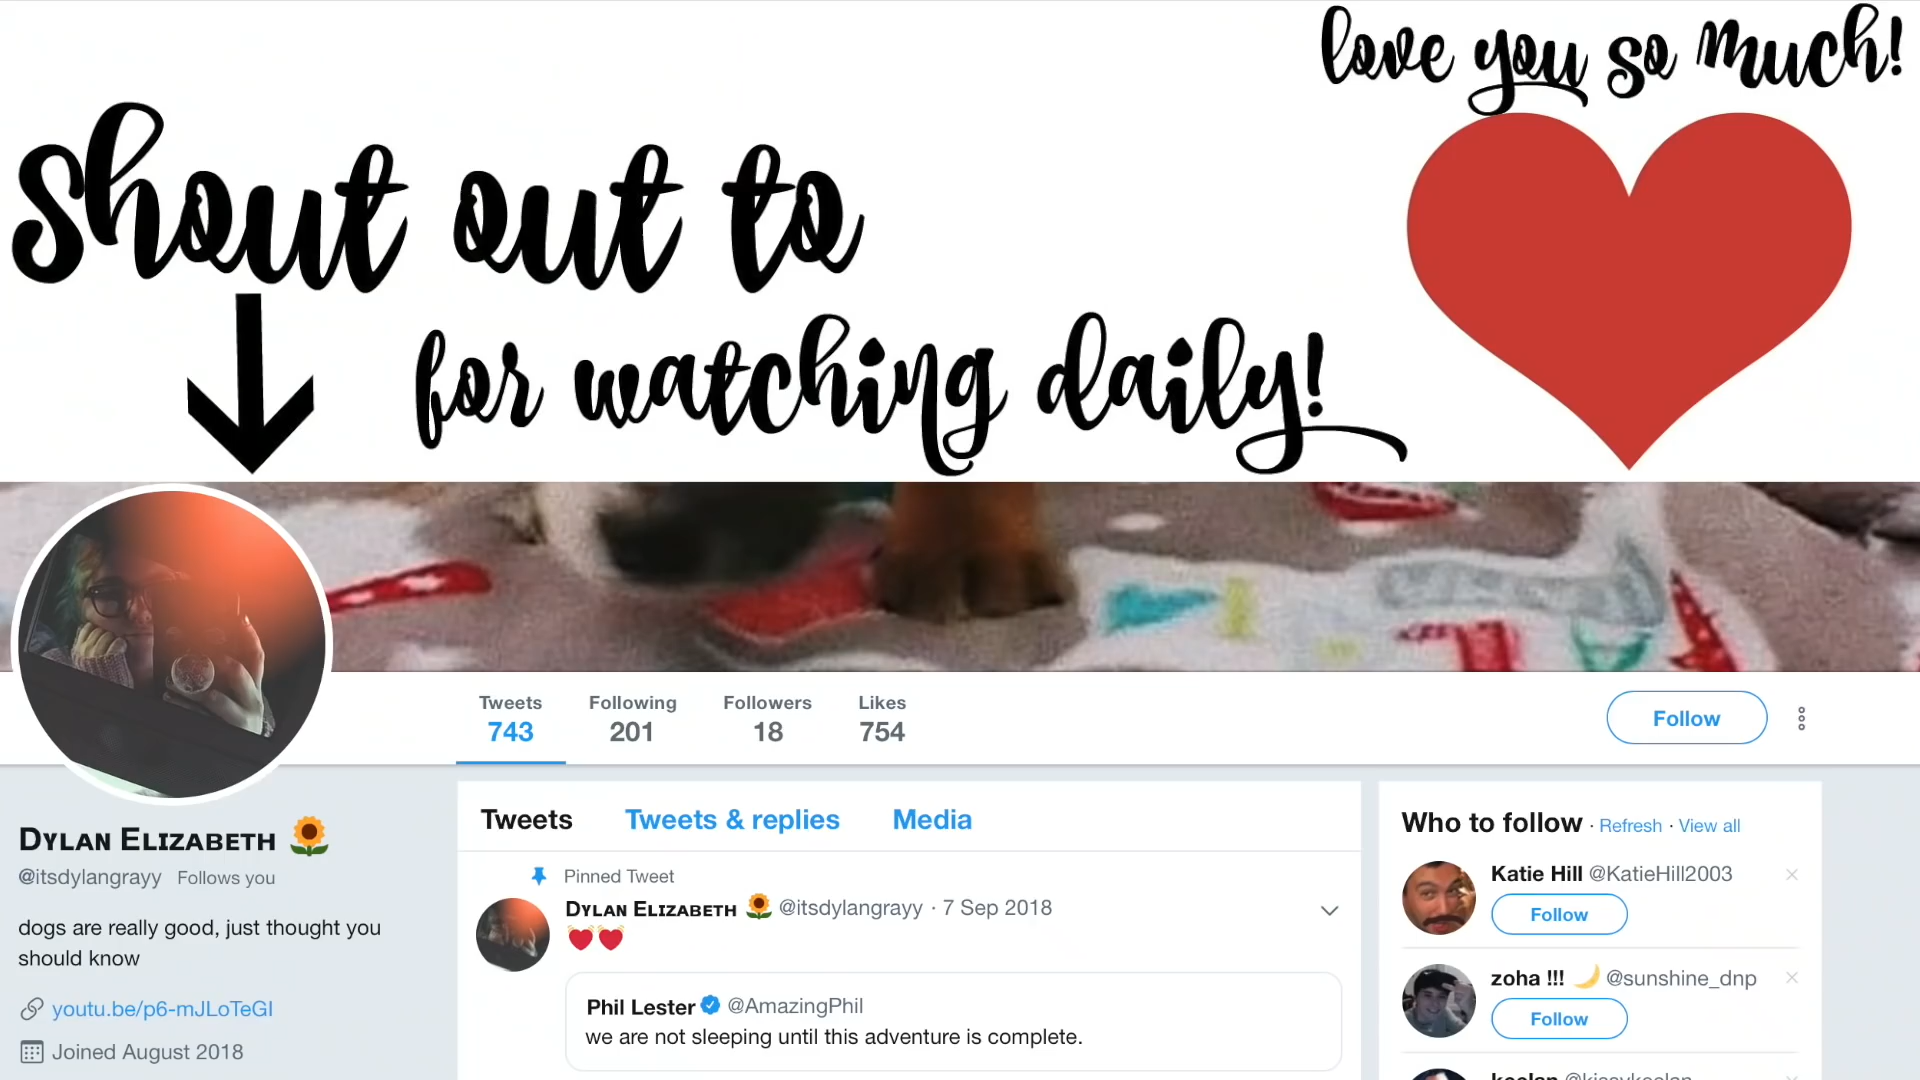 love you so much!
shout out to
for watching daily!
Tweets Following Followers Likes
743 201 18 754
Follow
DYLAN ELIZABETH 🌻
@itsdylangrayy Follows you
dogs are really good, just thought you
should know
youtu.be/p6-mJLoTeGI
Joined August 2018
Tweets Tweets & replies Media
Pinned Tweet
DYLAN ELIZABETH 🌻 @itsdylangrayy · 7 Sep 2018
💓💓
Phil Lester @AmazingPhil
we are not sleeping until this adventure is complete.
Who to follow · Refresh · View all
Katie Hill @KatieHill2003
Follow
zoha !!! 🌙 @sunshine_dnp
Follow